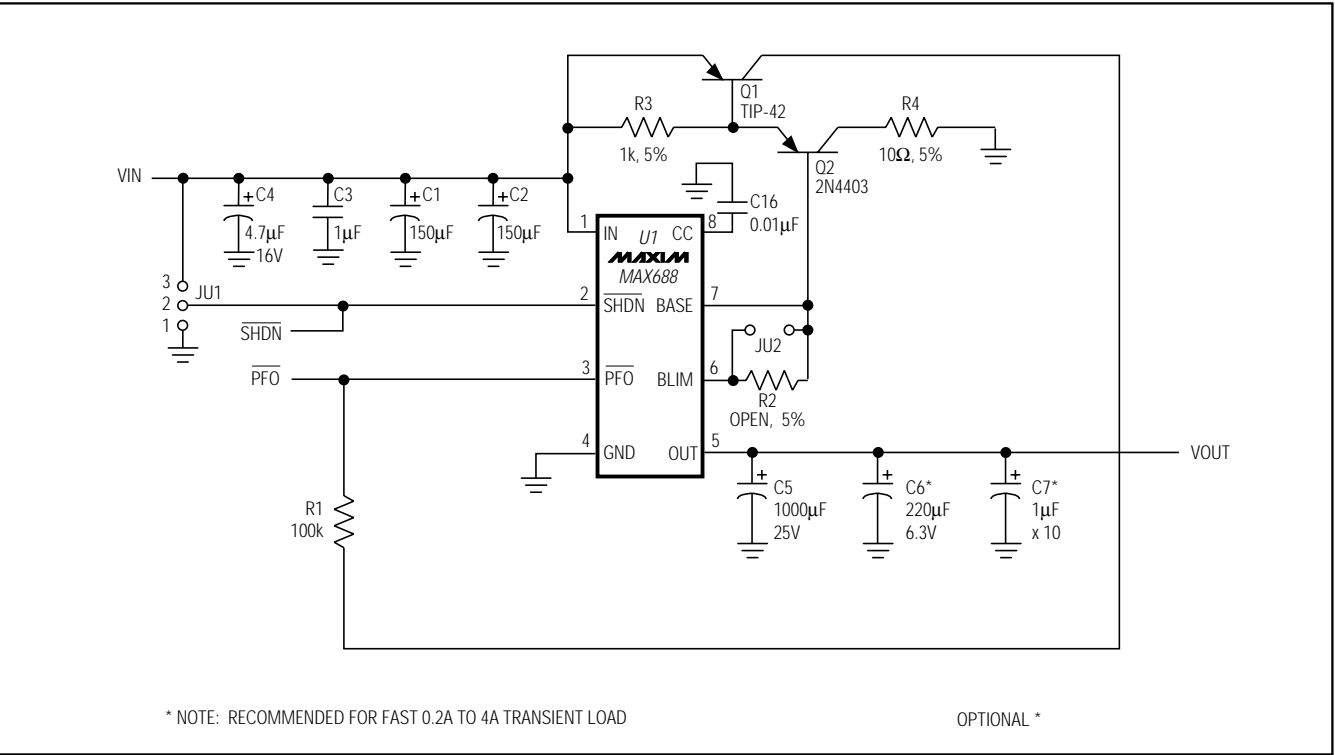 Q1
TIP-42
R3
1k, 5%
R4
10Ω, 5%
Q2
2N4403
VIN
+C4
4.7µF
16V
C3
1µF
+C1
150µF
+C2
150µF
C16
0.01µF
1
IN
U1
CC
8
MAXIM
MAX688
3
2
1
JU1
2
SHDN
BASE
7
SHDN
JU2
PFO
3
PFO
BLIM
6
R2
OPEN, 5%
4
GND
OUT
5
VOUT
R1
100k
+
C5
1000µF
25V
+
C6*
220µF
6.3V
+
C7*
1µF
x 10
* NOTE: RECOMMENDED FOR FAST 0.2A TO 4A TRANSIENT LOAD
OPTIONAL *